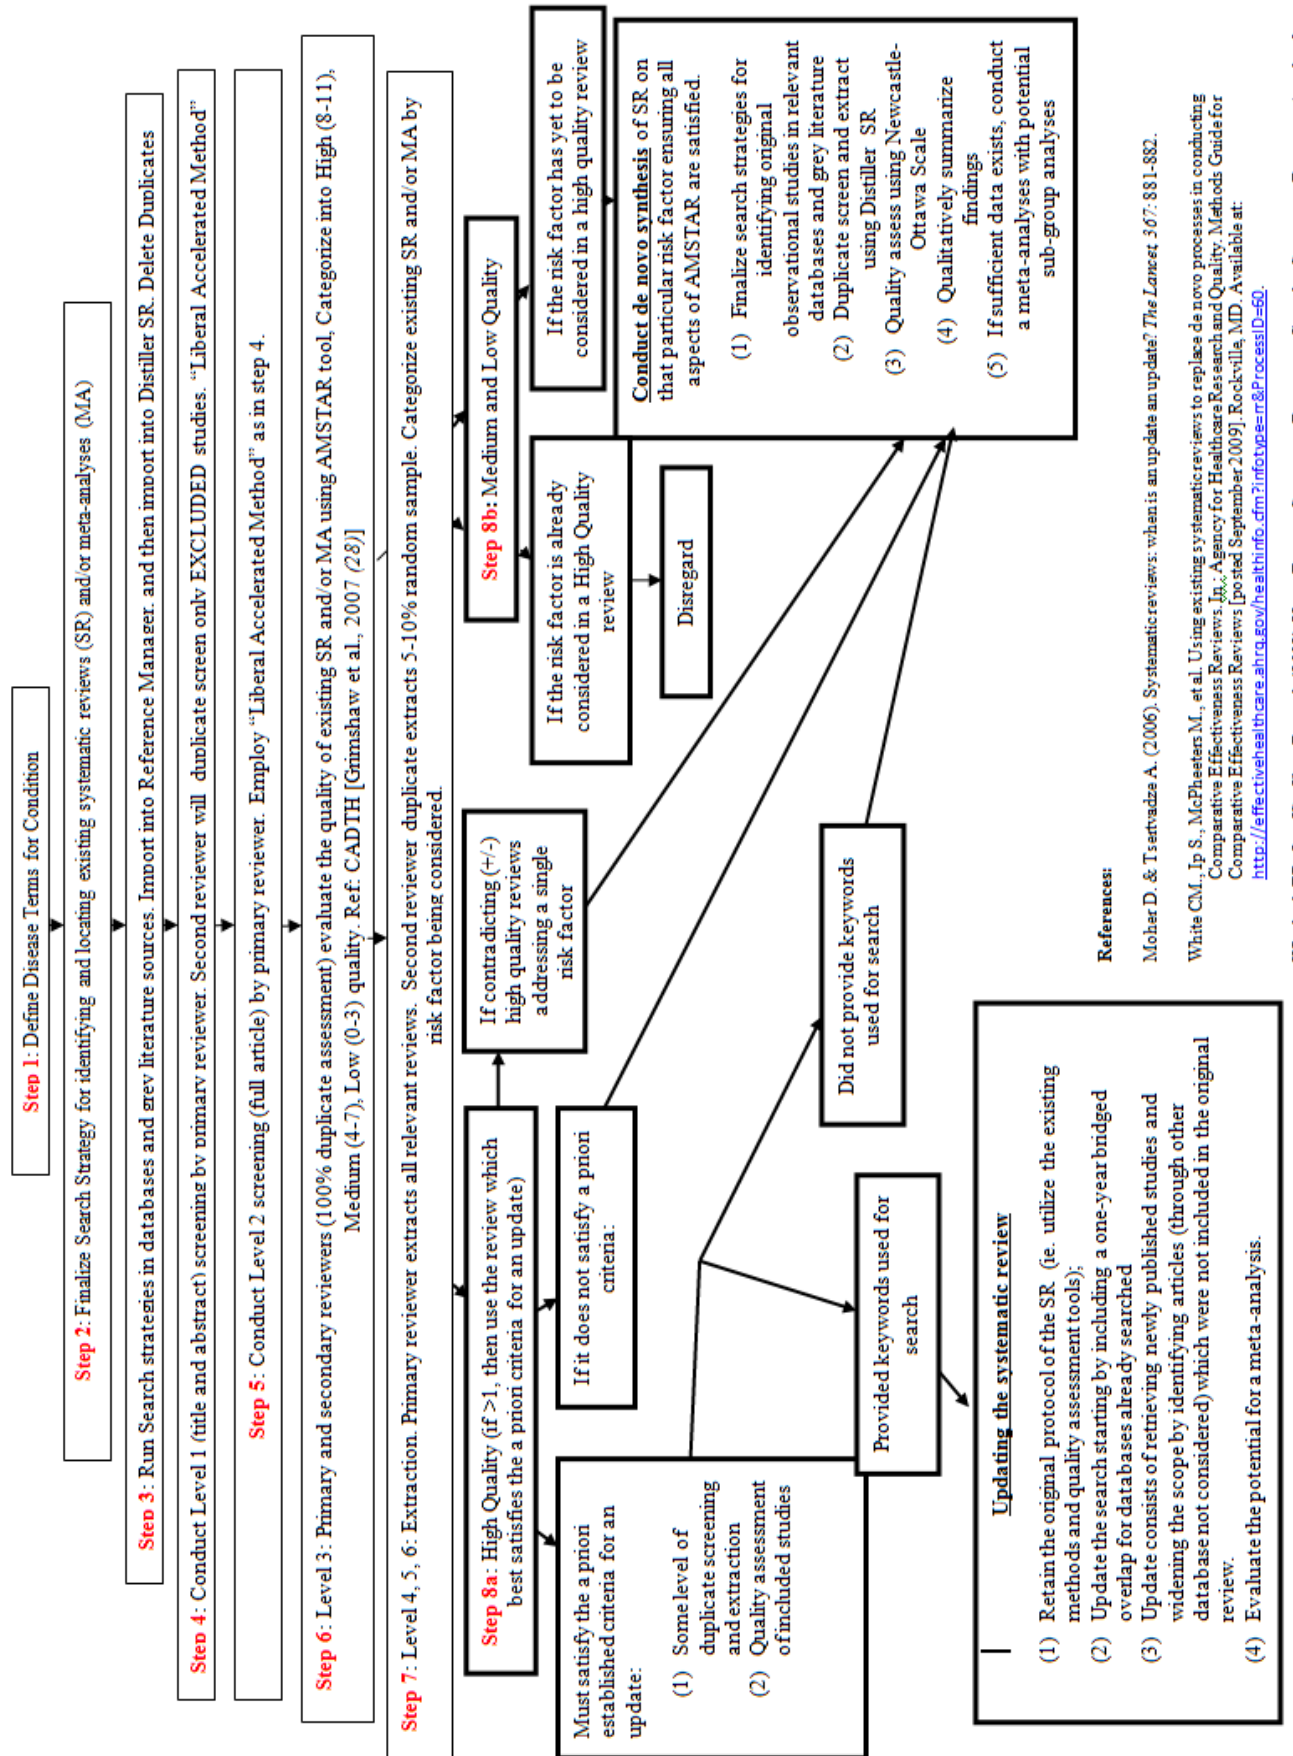 Step 1: Define Disease Terms for Condition
Step 2: Finalize Search Strategy for identifying and locating existing systematic reviews (SR) and/or meta-analyses (MA)
Step 3: Run Search strategies in databases and grey literature sources. Import into Reference Manager, and then import into Distiller SR. Delete Duplicates
Step 4: Conduct Level 1 (title and abstract) screening by primary reviewer. Second reviewer will duplicate screen only EXCLUDED studies. “Liberal Accelerated Method”
Step 5: Conduct Level 2 screening (full article) by primary reviewer. Employ “Liberal Accelerated Method” as in step 4.
Step 6: Level 3: Primary and secondary reviewers (100% duplicate assessment) evaluate the quality of existing SR and/or MA using AMSTAR tool, Categorize into High (8-11),
Medium (4-7), Low (0-3) quality. Ref: CADTH [Grimshaw et al., 2007 (28)]
Step 7: Level 4, 5, 6: Extraction. Primary reviewer extracts all relevant reviews. Second reviewer duplicate extracts 5-10% random sample. Categorize existing SR and/or MA by
risk factor being considered.
Step 8a: High Quality (if >1, then use the review which
best satisfies the a priori criteria for an update)
If contradicting (+/-)
high quality reviews
addressing a single
risk factor
Step 8b: Medium and Low Quality
Must satisfy the a priori
established criteria for an
update:
(1) Some level of
duplicate screening
and extraction
(2) Quality assessment
of included studies
If it does not satisfy a priori
criteria:
If the risk factor is already
considered in a High Quality
review
Disregard
If the risk factor has yet to be
considered in a high quality review
Conduct de novo synthesis of SR on
that particular risk factor ensuring all
aspects of AMSTAR are satisfied.
(1) Finalize search strategies for
identifying original
observational studies in relevant
databases and grey literature
(2) Duplicate screen and extract
using Distiller SR
(3) Quality assess using Newcastle-
Ottawa Scale
(4) Qualitatively summarize
findings
(5) If sufficient data exists, conduct
a meta-analyses with potential
sub-group analyses
Provided keywords used for
search
Did not provide keywords
used for search
Updating the systematic review
(1) Retain the original protocol of the SR (ie. utilize the existing
methods and quality assessment tools);
(2) Update the search starting by including a one-year bridged
overlap for databases already searched
(3) Update consists of retrieving newly published studies and
widening the scope by identifying articles (through other
database not considered) which were not included in the original
review.
(4) Evaluate the potential for a meta-analysis.
References:
Moher D. & Tsertvadze A. (2006). Systematic reviews: when is an update an update? The Lancet, 367: 881-882.
White CM., Ip S., McPheeters M., et al. Using existing systematic reviews to replace de novo processes in conducting
Comparative Effectiveness Reviews. In: Agency for Healthcare Research and Quality. Methods Guide for
Comparative Effectiveness Reviews [posted September 2009]. Rockville, MD. Available at:
http://effectivehealthcare.ahrq.gov/healthinfo.cfm?infotype=rr&ProcessID=60.